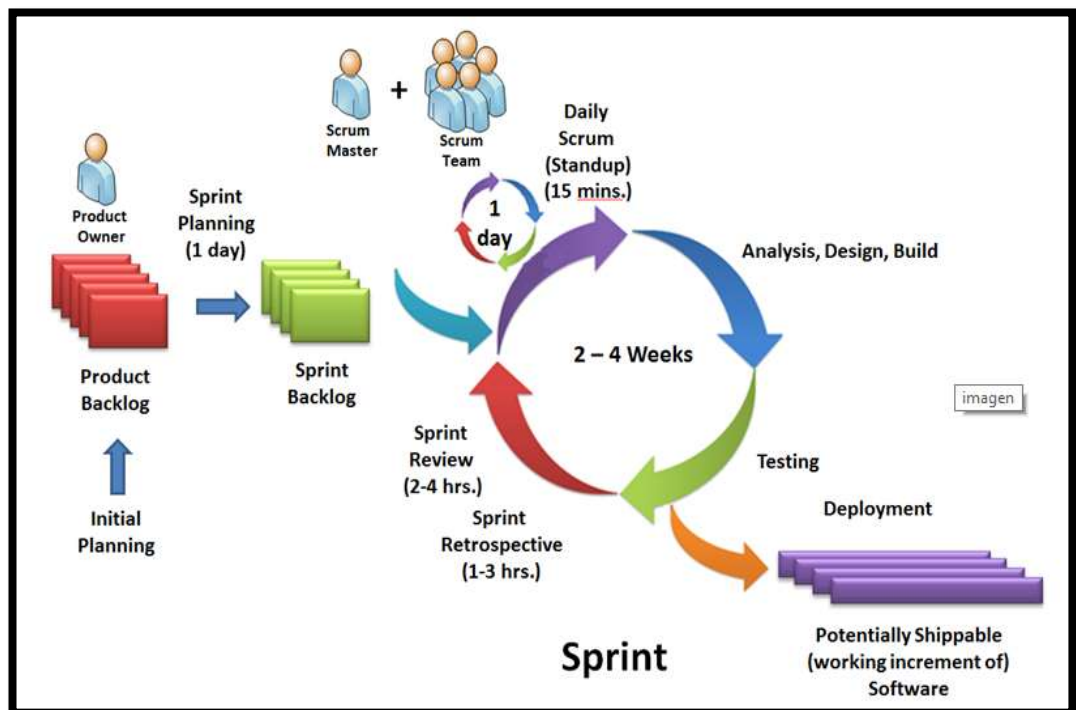 Scrum
Master
+
Scrum
Team
Product
Owner
Sprint
Planning
(1 day)
Daily
Scrum
(Standup)
(15 mins.)
1
day
Analysis, Design, Build
2 – 4 Weeks
Product
Backlog
Sprint
Backlog
imagen
Sprint
Review
(2-4 hrs.)
Testing
Initial
Planning
Sprint
Retrospective
(1-3 hrs.)
Deployment
Sprint
Potentially Shippable
(working increment of)
Software